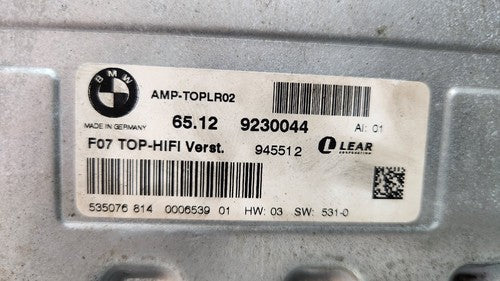 BMW
AMP-TOPLR02
MADE IN GERMANY
65.12 9230044 AI: 01
F07 TOP-HIFI Verst. 945512 LEAR
CORPORATION
535076 814 0006539 01 HW: 03 SW: 531-0